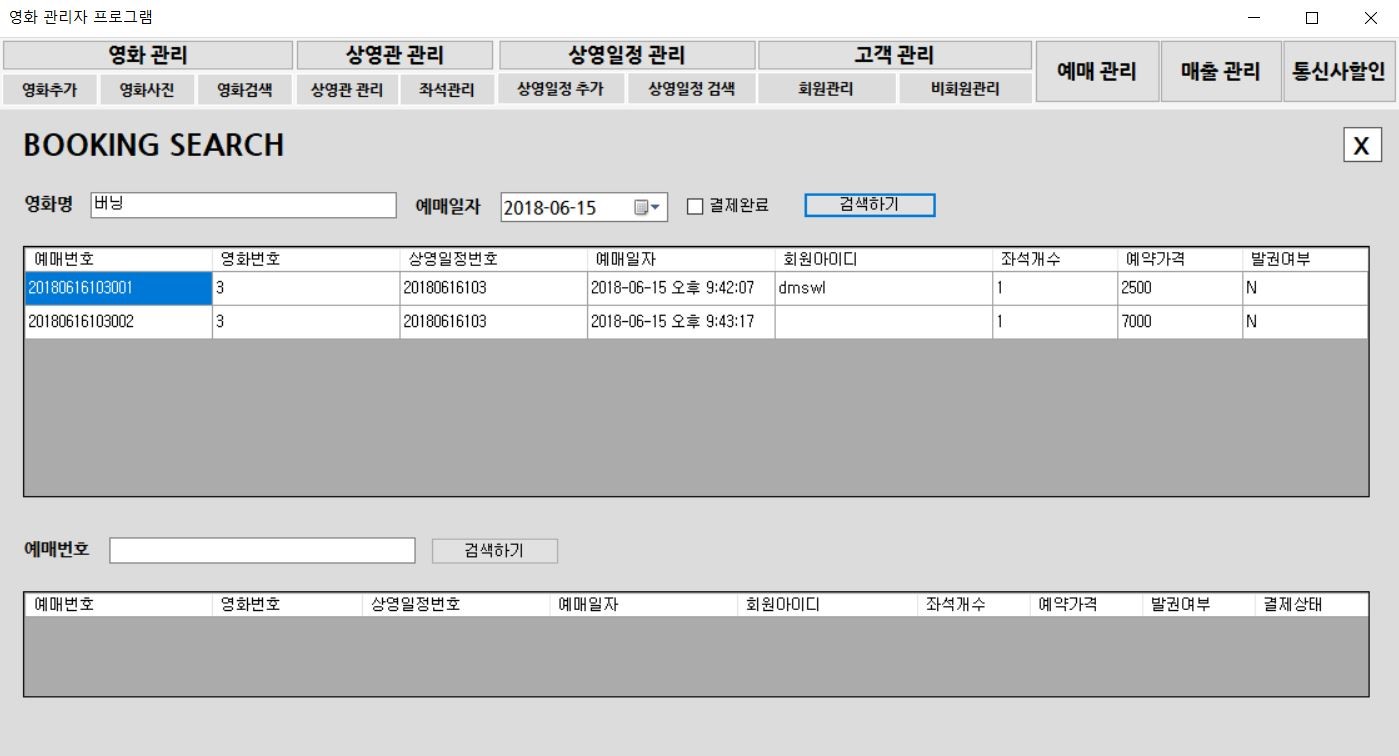 영화 관리자 프로그램
영화 관리 상영관 관리 상영일정 관리 고객 관리 예매 관리 매출 관리 통신사할인
영화추가 영화사진 영화검색 상영관 관리 좌석관리 상영일정 추가 상영일정 검색 회원관리 비회원관리
BOOKING SEARCH X
영화명 버닝 예매일자 2018-06-15 결제완료 검색하기
예매번호 영화번호 상영일정번호 예매일자 회원아이디 좌석개수 예약가격 발권여부
20180616103001 3 20180616103 2018-06-15 오후 9:42:07 dmswl 1 2500 N
20180616103002 3 20180616103 2018-06-15 오후 9:43:17 1 7000 N
예매번호 검색하기
예매번호 영화번호 상영일정번호 예매일자 회원아이디 좌석개수 예약가격 발권여부 결제상태